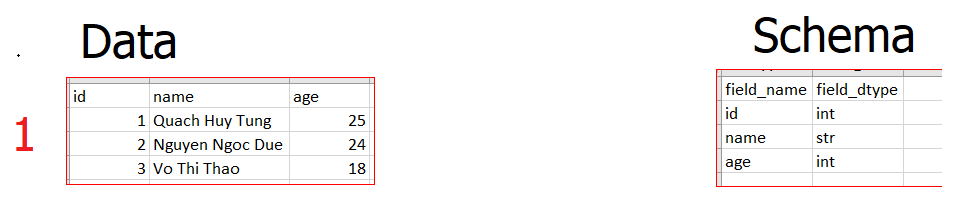 Data
Schema
1
id name age
1 Quach Huy Tung 25
2 Nguyen Ngoc Due 24
3 Vo Thi Thao 18
field_name field_dtype
id int
name str
age int